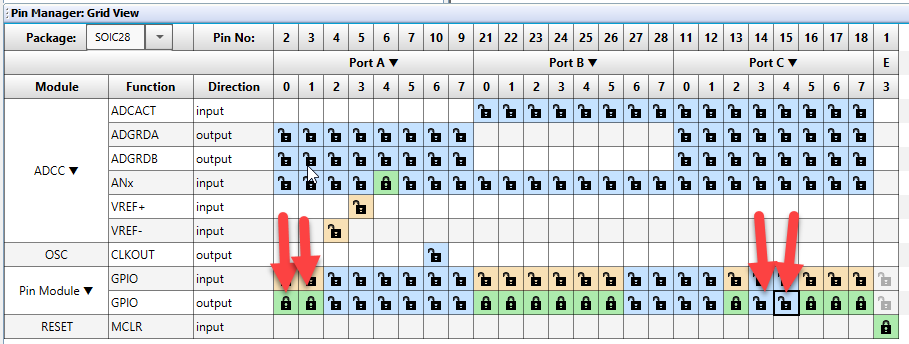 Pin Manager: Grid View
Package: SOIC28 Pin No: 2 3 4 5 6 7 10 9 21 22 23 24 25 26 27 28 11 12 13 14 15 16 17 18 1
Port A ▼ Port B ▼ Port C ▼ E
Module Function Direction 0 1 2 3 4 5 6 7 0 1 2 3 4 5 6 7 0 1 2 3 4 5 6 7 3
ADCC ▼
ADCACT input
ADGRDA output
ADGRDB output
ANx input
VREF+ input
VREF- input
OSC CLKOUT output
Pin Module ▼
GPIO input
GPIO output
RESET MCLR input